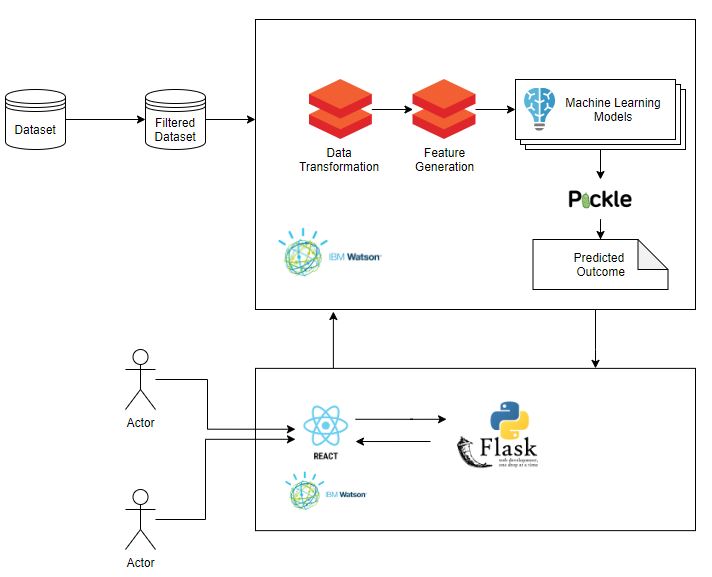 Dataset
Filtered
Dataset
Data
Transformation
Feature
Generation
Machine Learning
Models
Pickle
Predicted
Outcome
IBM Watson
Actor
REACT
Flask
web development,
one drop at a time
IBM Watson
Actor